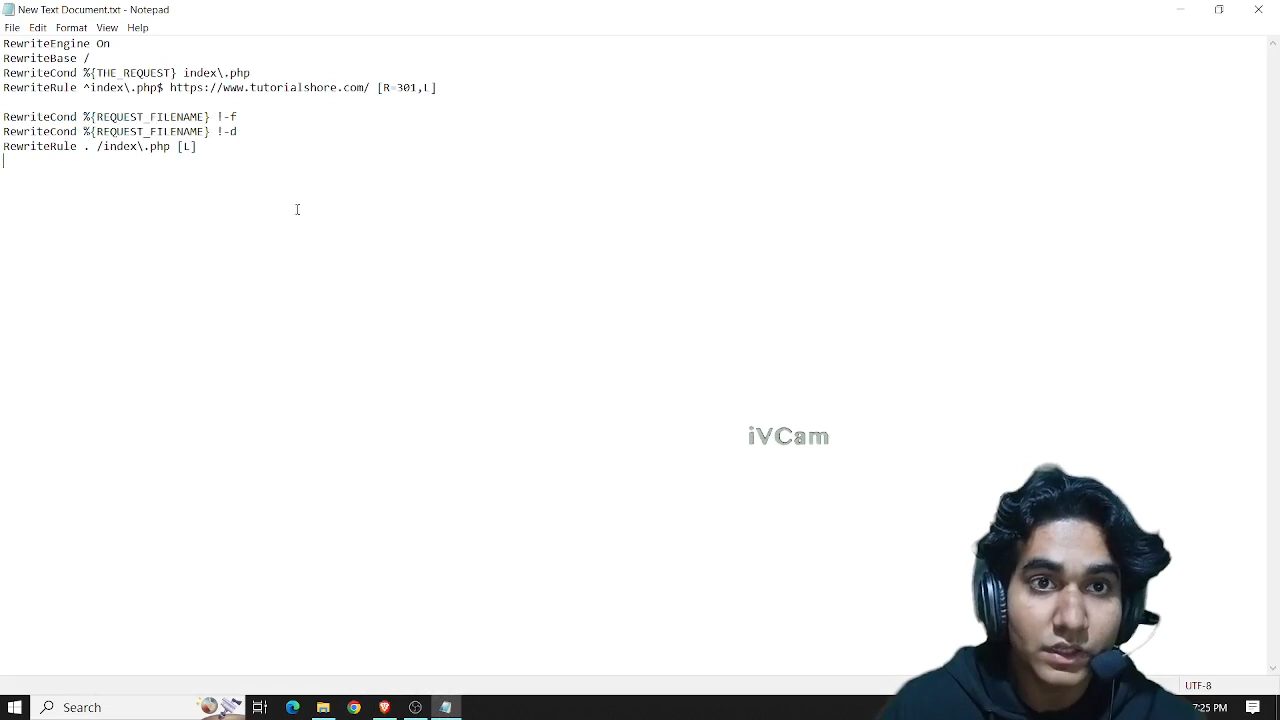 New Text Document.txt - Notepad
File Edit Format View Help
RewriteEngine On
RewriteBase /
RewriteCond %{THE_REQUEST} index\.php
RewriteRule ^index\.php$ https://www.tutorialshore.com/ [R=301,L]
RewriteCond %{REQUEST_FILENAME} !-f
RewriteCond %{REQUEST_FILENAME} !-d
RewriteRule . /index\.php [L]
iVCam
UTF-8
Search
7:25 PM